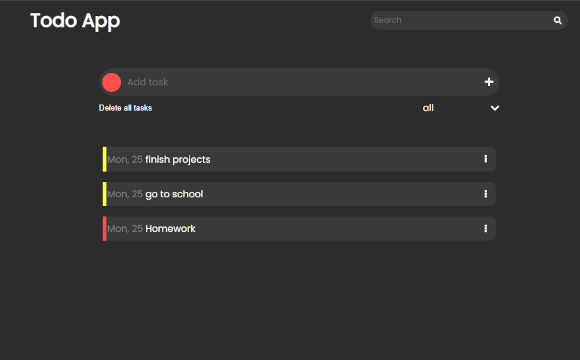 Todo App
Search
Add task
Delete all tasks
all
Mon, 25 finish projects
Mon, 25 go to school
Mon, 25 Homework